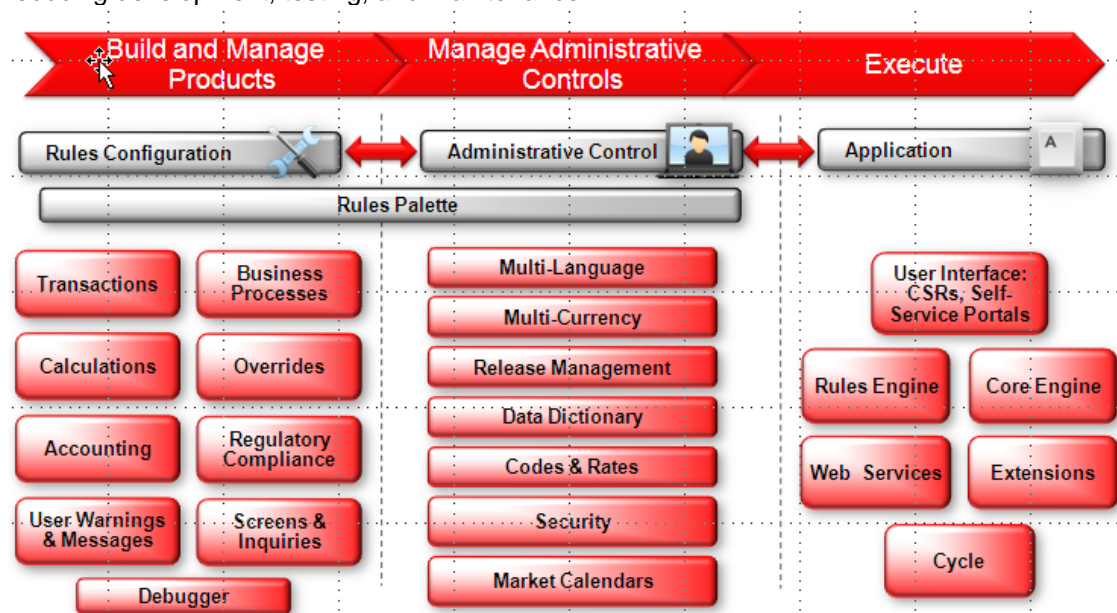 Build and Manage
Products
Manage Administrative
Controls
Execute
Rules Configuration
Administrative Control
Application
A
Rules Palette
Transactions
Business
Processes
Calculations
Overrides
Accounting
Regulatory
Compliance
User Warnings
& Messages
Screens &
Inquiries
Debugger
Multi-Language
Multi-Currency
Release Management
Data Dictionary
Codes & Rates
Security
Market Calendars
User Interface:
CSRs, Self-
Service Portals
Rules Engine
Core Engine
Web Services
Extensions
Cycle